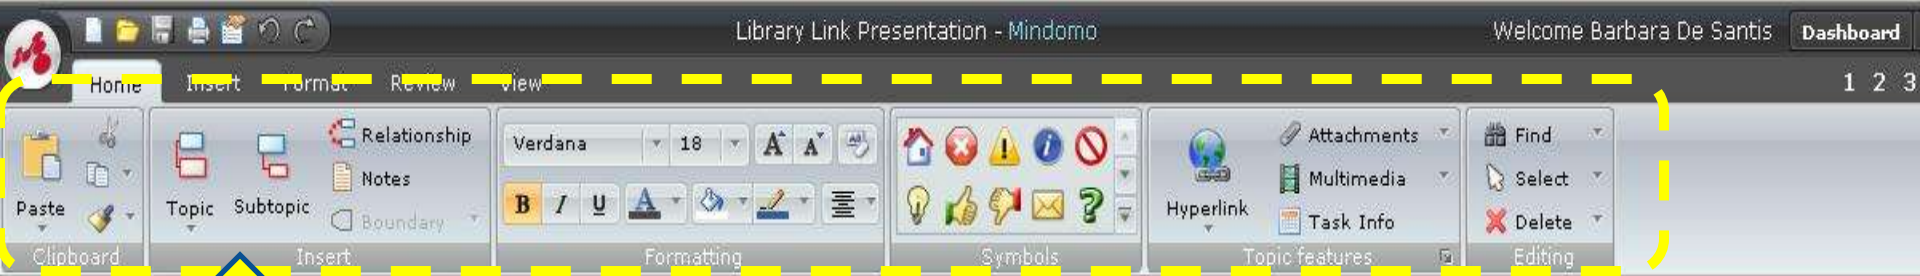 Library Link Presentation - Mindomo
Welcome Barbara De Santis Dashboard
Home Insert Format Review View
1 2 3
Paste
Clipboard
Topic Subtopic
Relationship
Notes
Boundary
Insert
Verdana 18 A A
B I U A
Formatting
Symbols
Hyperlink
Attachments
Multimedia
Task Info
Topic features
Find
Select
Delete
Editing